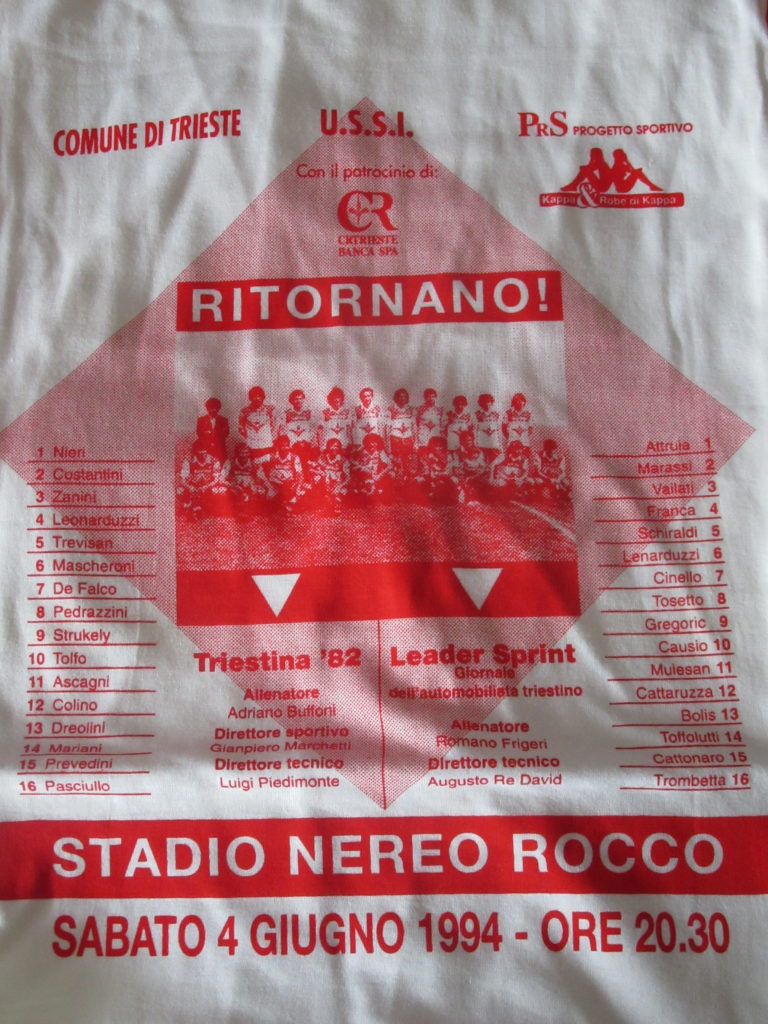 COMUNE DI TRIESTE
U.S.S.I.
PRS PROGETTO SPORTIVO
Con il patrocinio di:
CR
CRTRIESTE
BANCA SPA
Kappa & Robe di Kappa
RITORNANO!
1 Nieri
2 Costantini
3 Zanini
4 Leonarduzzi
5 Trevisan
6 Mascheroni
7 De Falco
8 Pedrazzini
9 Strukely
10 Tolfo
11 Ascagni
12 Colino
13 Dreolini
14 Mariani
15 Prevedini
16 Pasciullo
Triestina '82
Allenatore
Adriano Buffoni
Direttore sportivo
Gianpiero Marchetti
Direttore tecnico
Luigi Piedimonte
Leader Sprint
Giornale
dell'automobilista triestino
Allenatore
Romano Frigeri
Direttore tecnico
Augusto Re David
Attruia 1
Marassi 2
Vailati 3
Franca 4
Schiraldi 5
Lenarduzzi 6
Cinello 7
Tosetto 8
Gregoric 9
Causio 10
Muiesan 11
Cattaruzza 12
Bolis 13
Toffolutti 14
Cattonaro 15
Trombetta 16
STADIO NEREO ROCCO
SABATO 4 GIUGNO 1994 - ORE 20.30